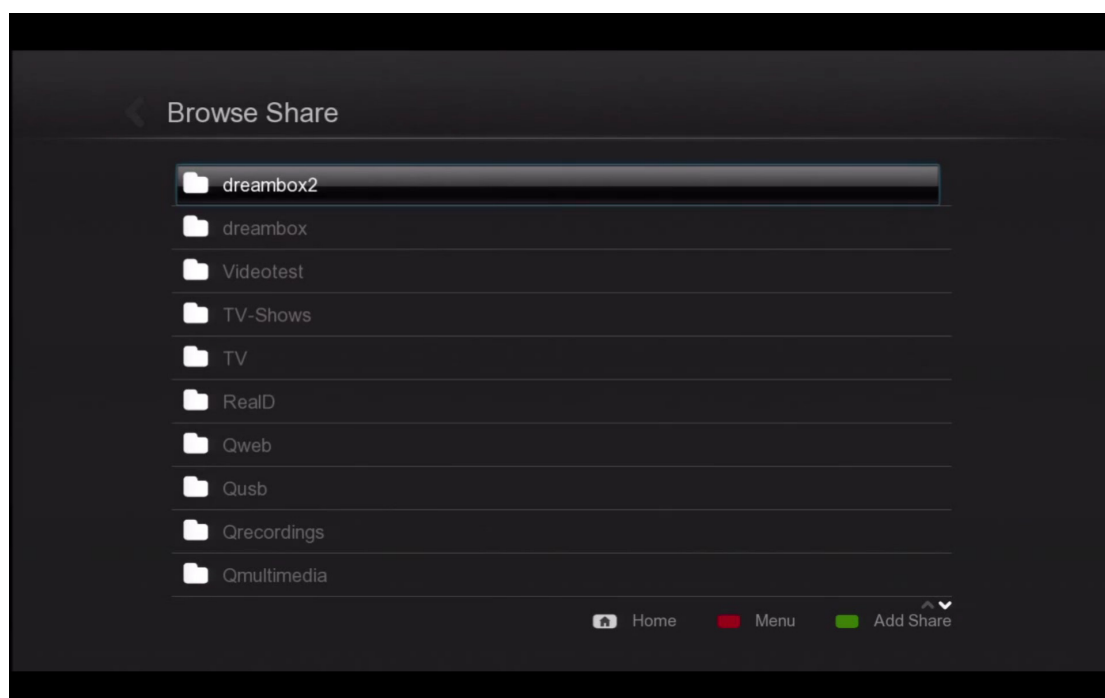 Browse Share
dreambox2
dreambox
Videotest
TV-Shows
TV
RealD
Qweb
Qusb
Qrecordings
Qmultimedia
Home Menu Add Share